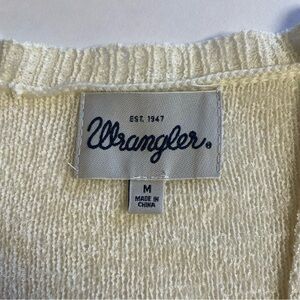 EST. 1947
Wrangler®
M
MADE IN
CHINA